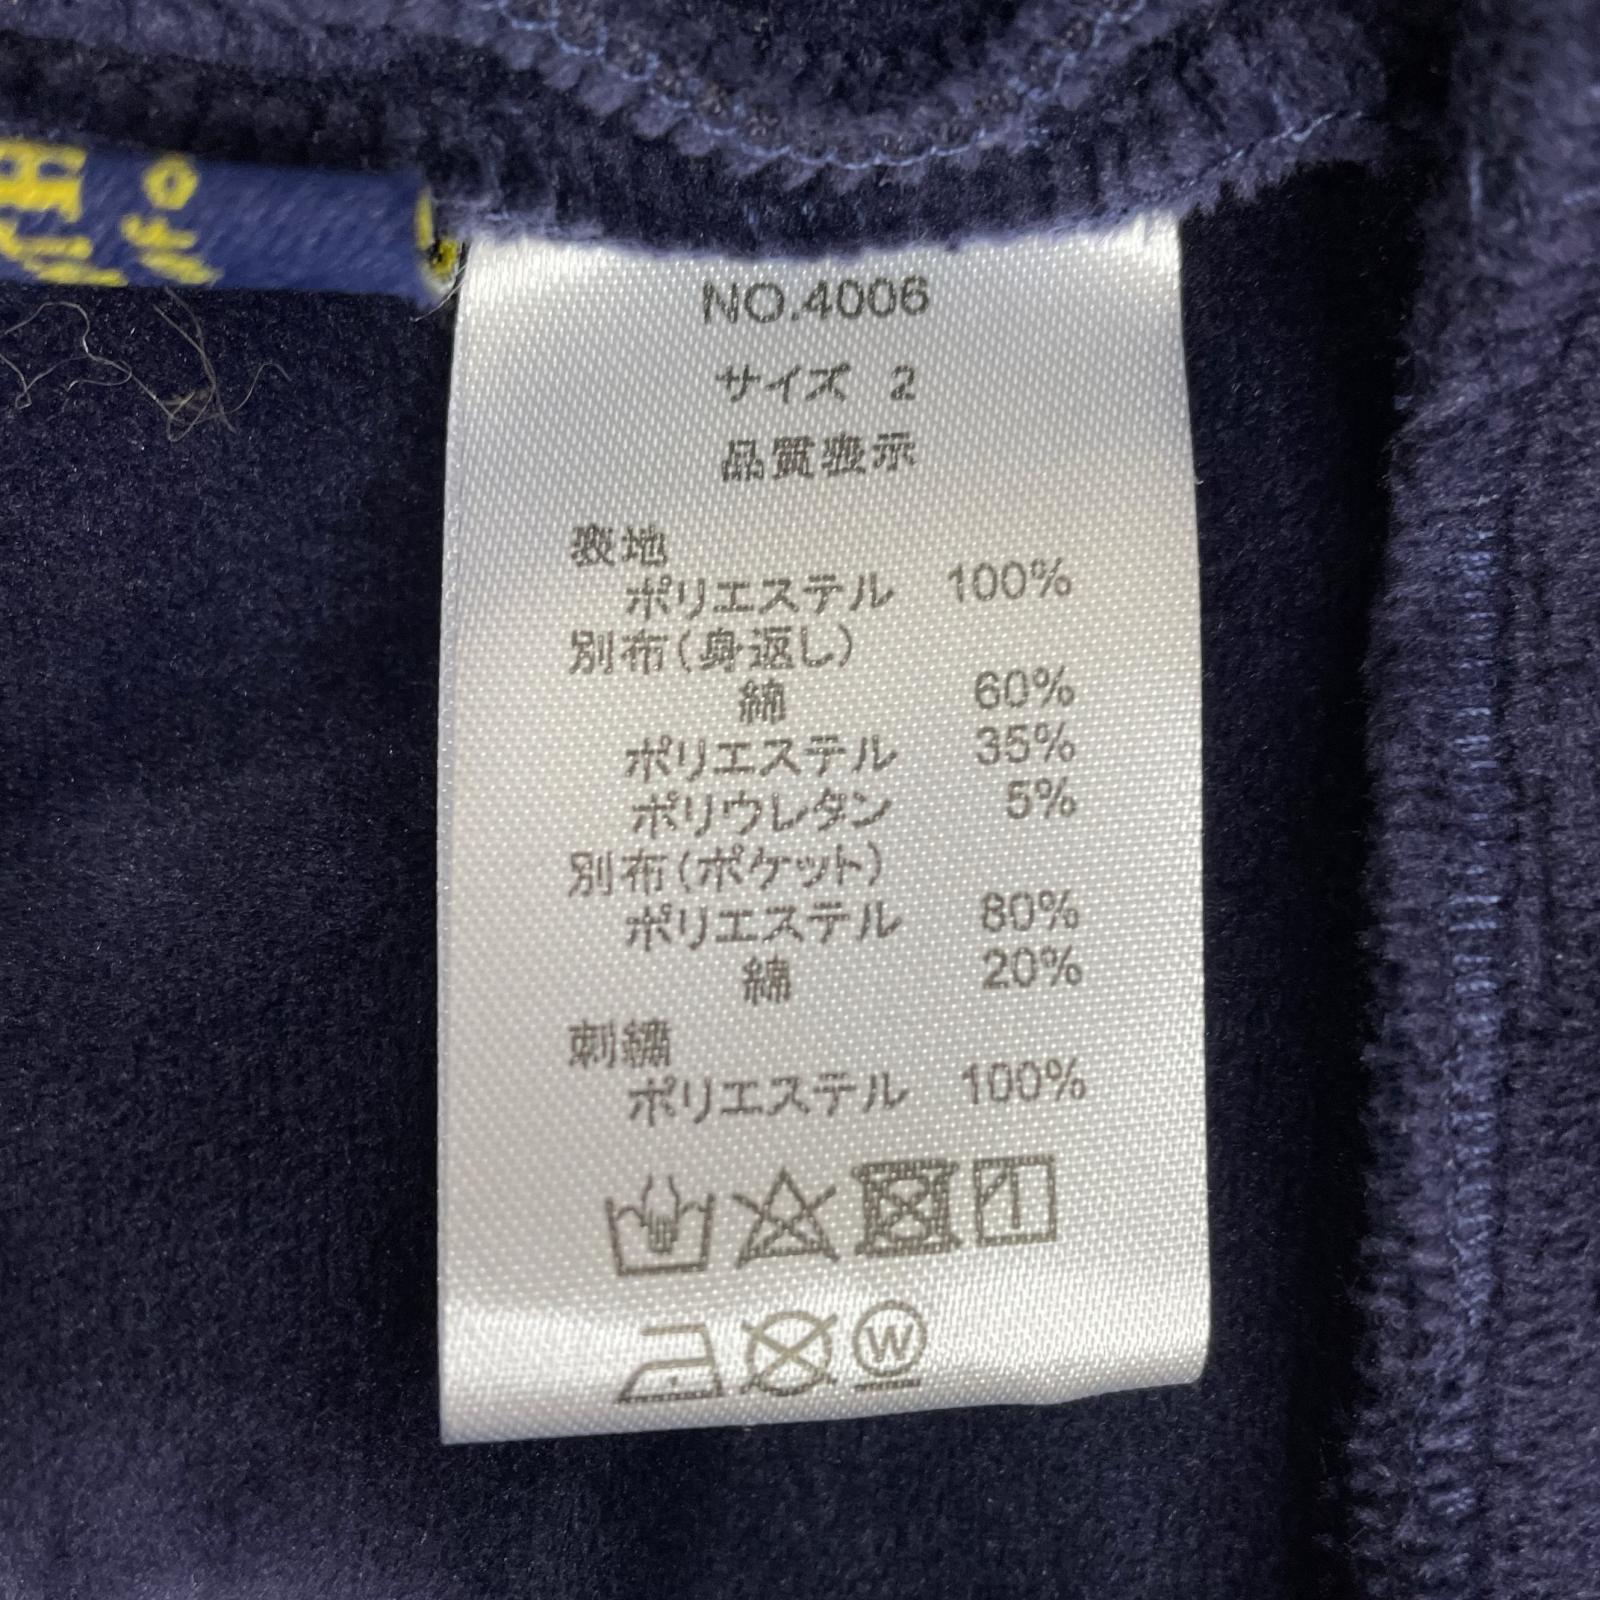 NO.4006
サイズ 2
品質表示
表地
ポリエステル 100%
別布(身返し)
綿 60%
ポリエステル 35%
ポリウレタン 5%
別布(ポケット)
ポリエステル 80%
綿 20%
刺繍
ポリエステル 100%
W